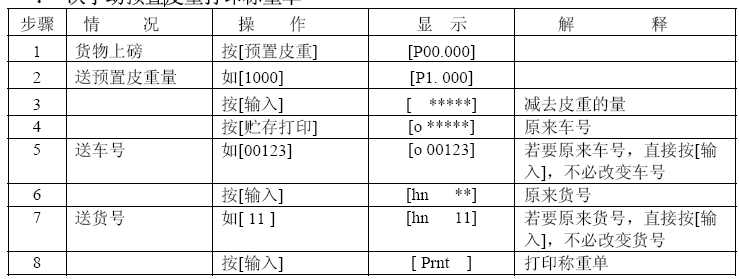 步骤 情 况 操 作 显 示 解 释
1 货物上磅 按[预置皮重] [P00.000]
2 送预置皮重量 如[1000] [P1. 000]
3 按[输入] [ *****] 减去皮重的量
4 按[贮存打印] [o *****] 原来车号
5 送车号 如[00123] [o 00123] 若要原来车号，直接按[输
入]，不必改变车号
6 按[输入] [hn **] 原来货号
7 送货号 如[ 11 ] [hn 11] 若要原来货号，直接按[输
入]，不必改变货号
8 按[输入] [ Prnt ] 打印称重单